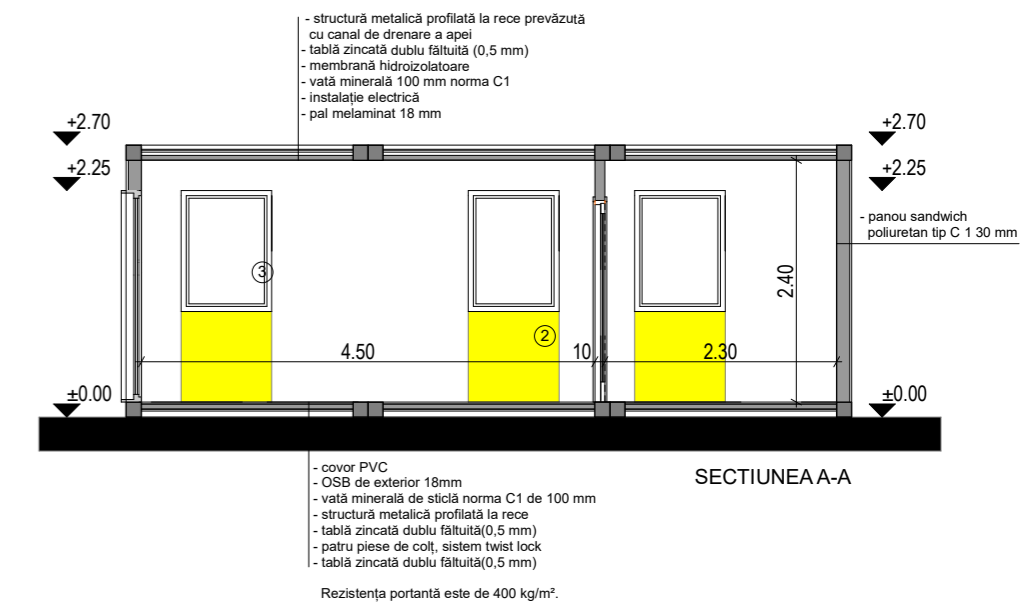 - structură metalică profilată la rece prevăzută
cu canal de drenare a apei
- tablă zincată dublu fălțuită (0,5 mm)
- membrană hidroizolatoare
- vată minerală 100 mm norma C1
- instalație electrică
- pal melaminat 18 mm
+2.70
+2.70
+2.25
+2.25
- panou sandwich
poliuretan tip C 1 30 mm
3
2.40
2
4.50
10
2.30
±0.00
±0.00
SECTIUNEA A-A
- covor PVC
- OSB de exterior 18mm
- vată minerală de sticlă norma C1 de 100 mm
- structură metalică profilată la rece
- tablă zincată dublu fălțuită(0,5 mm)
- patru piese de colț, sistem twist lock
- tablă zincată dublu fălțuită(0,5 mm)
Rezistența portantă este de 400 kg/m².